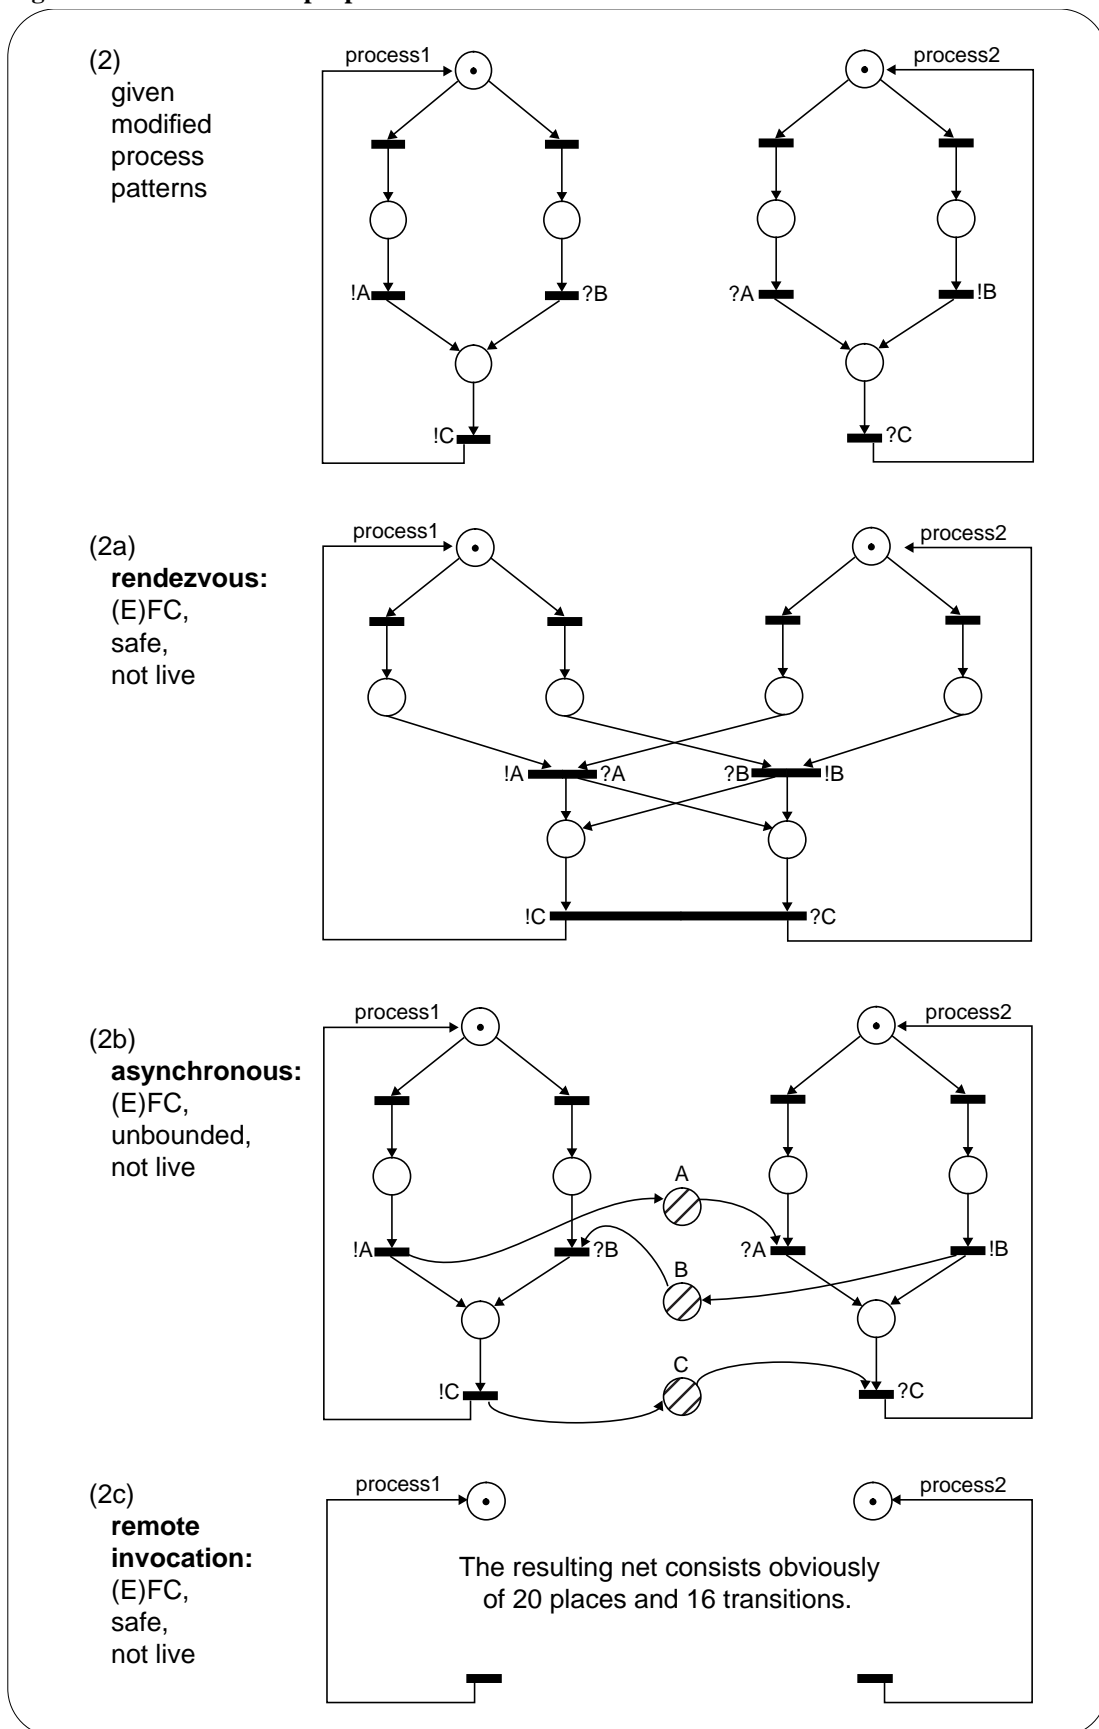 (2)
given
modified
process
patterns
process1
process2
!A
?B
?A
!B
!C
?C
(2a)
rendezvous:
(E)FC,
safe,
not live
process1
process2
!A
?A
?B
!B
!C
?C
(2b)
asynchronous:
(E)FC,
unbounded,
not live
process1
process2
A
!A
?B
?A
!B
B
C
!C
?C
(2c)
remote
invocation:
(E)FC,
safe,
not live
process1
process2
The resulting net consists obviously
of 20 places and 16 transitions.